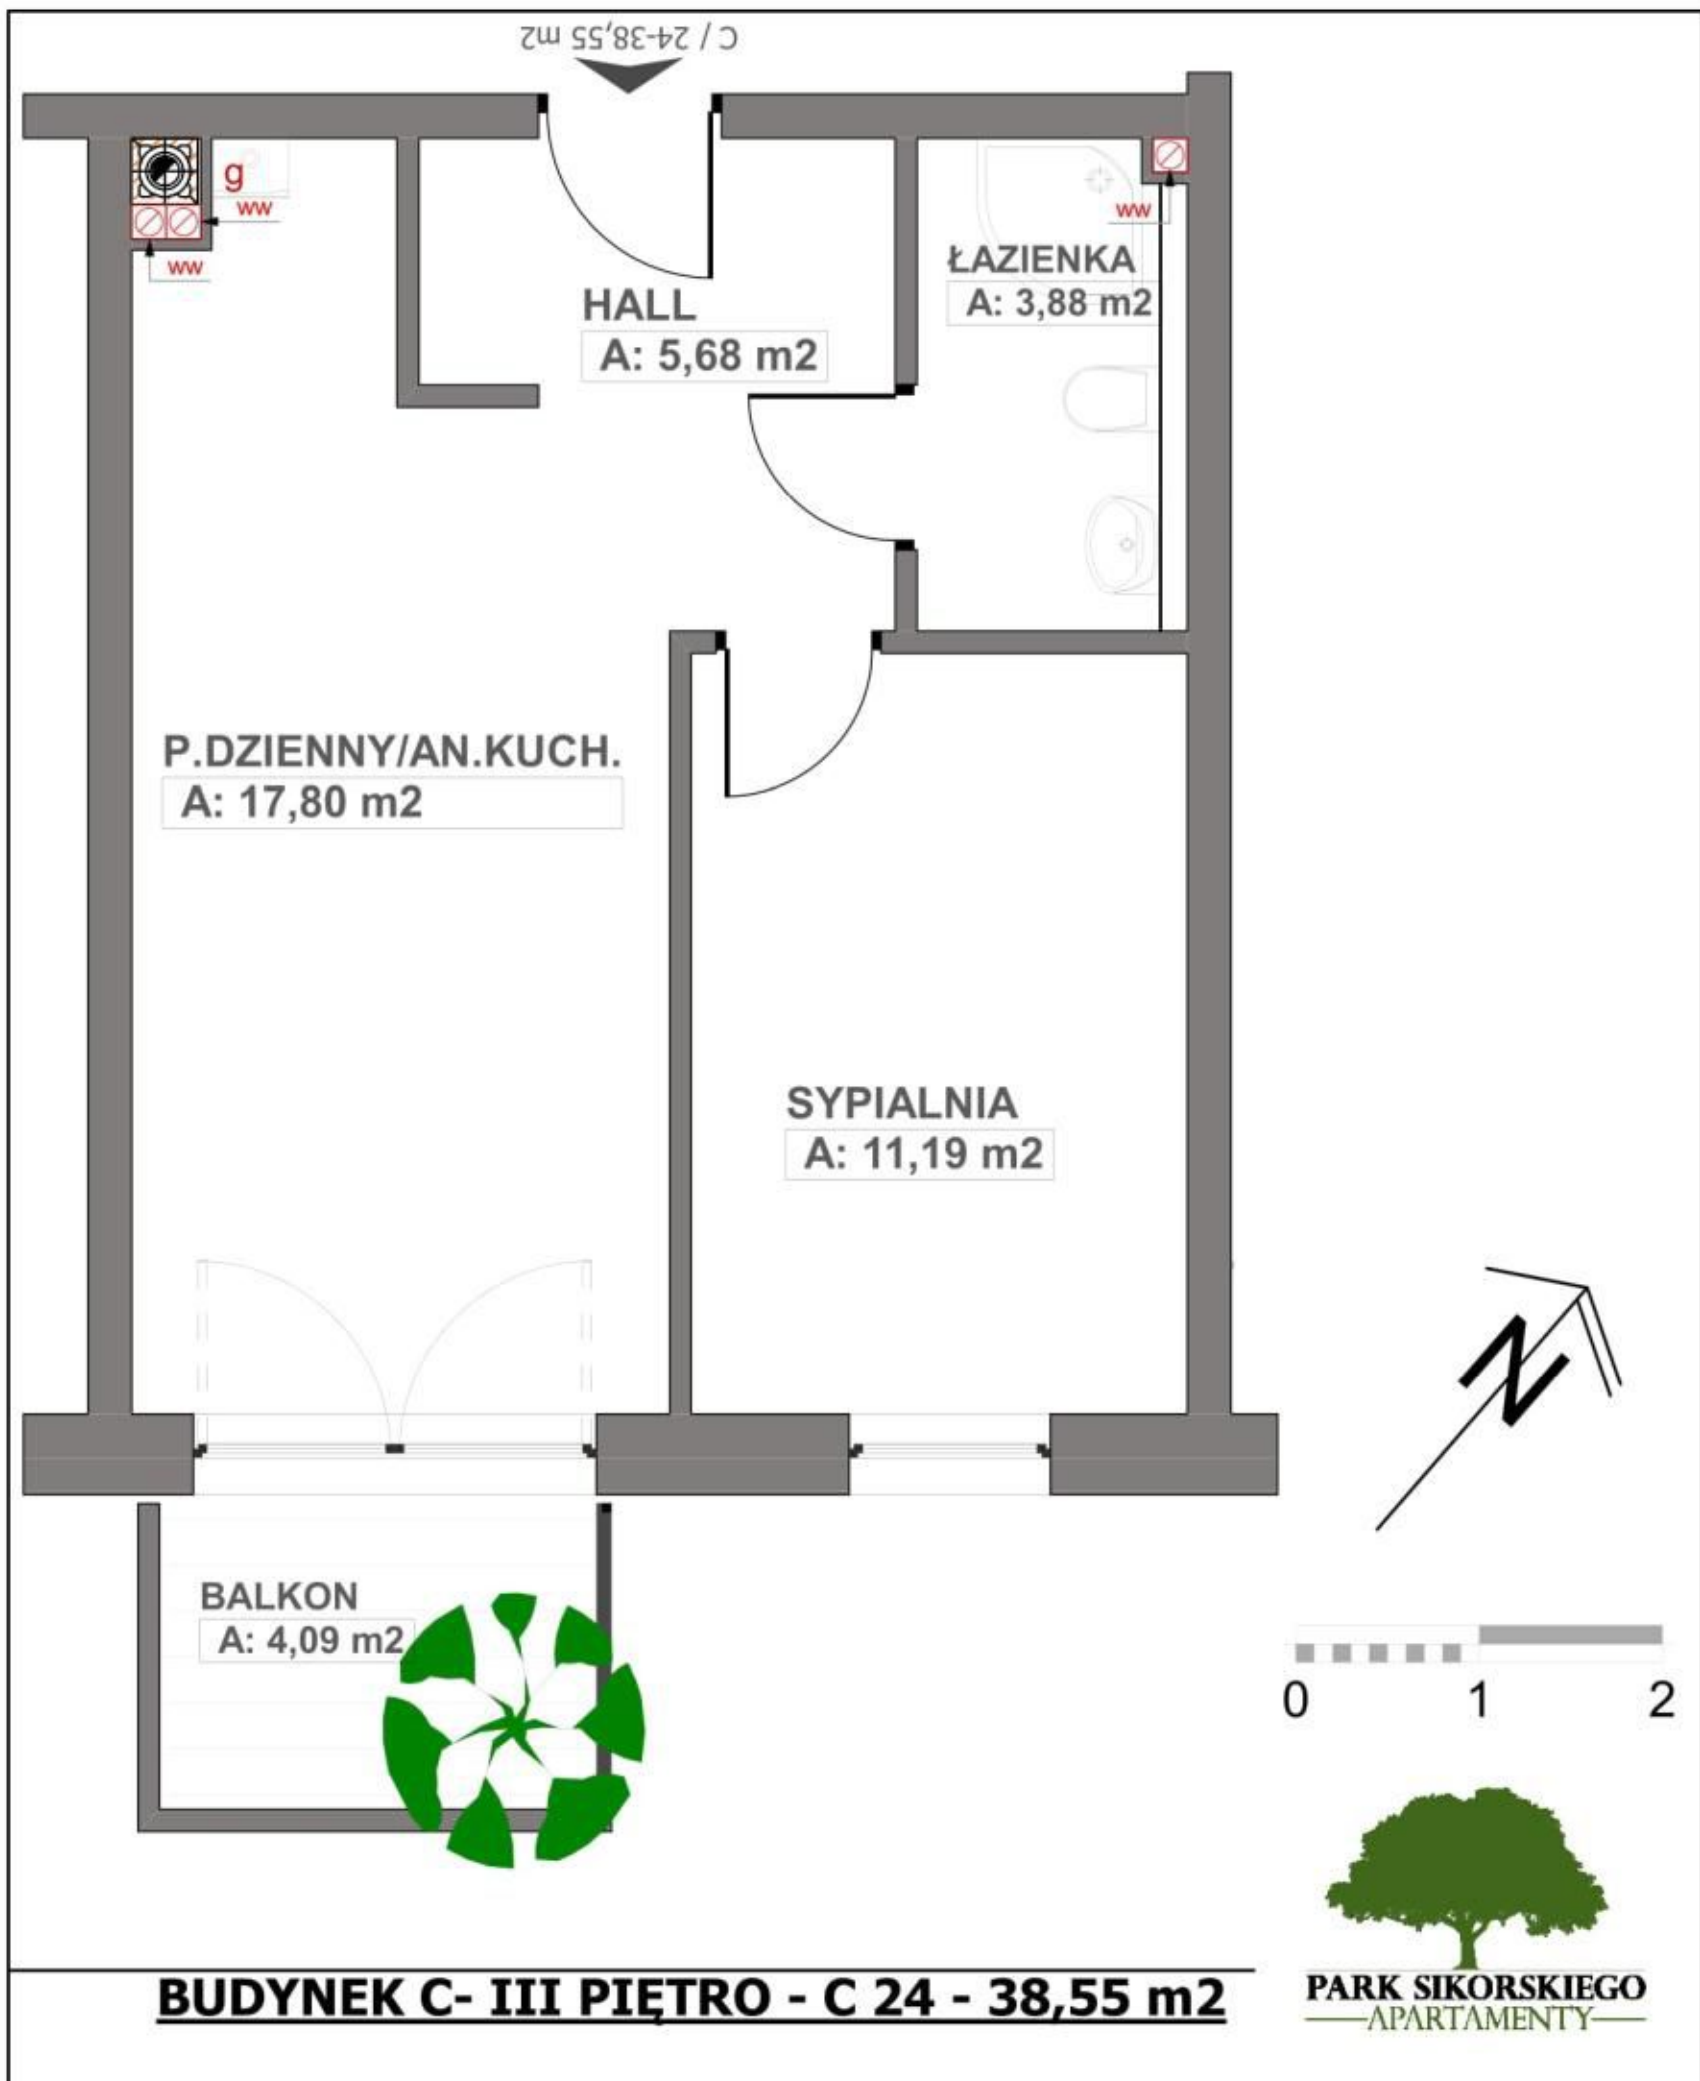 C / 24-38,55 m2
g
ww
ww
ww
ŁAZIENKA
A: 3,88 m2
HALL
A: 5,68 m2
P.DZIENNY/AN.KUCH.
A: 17,80 m2
SYPIALNIA
A: 11,19 m2
N
BALKON
A: 4,09 m2
0 1 2
BUDYNEK C- III PIĘTRO - C 24 - 38,55 m2
PARK SIKORSKIEGO
APARTAMENTY